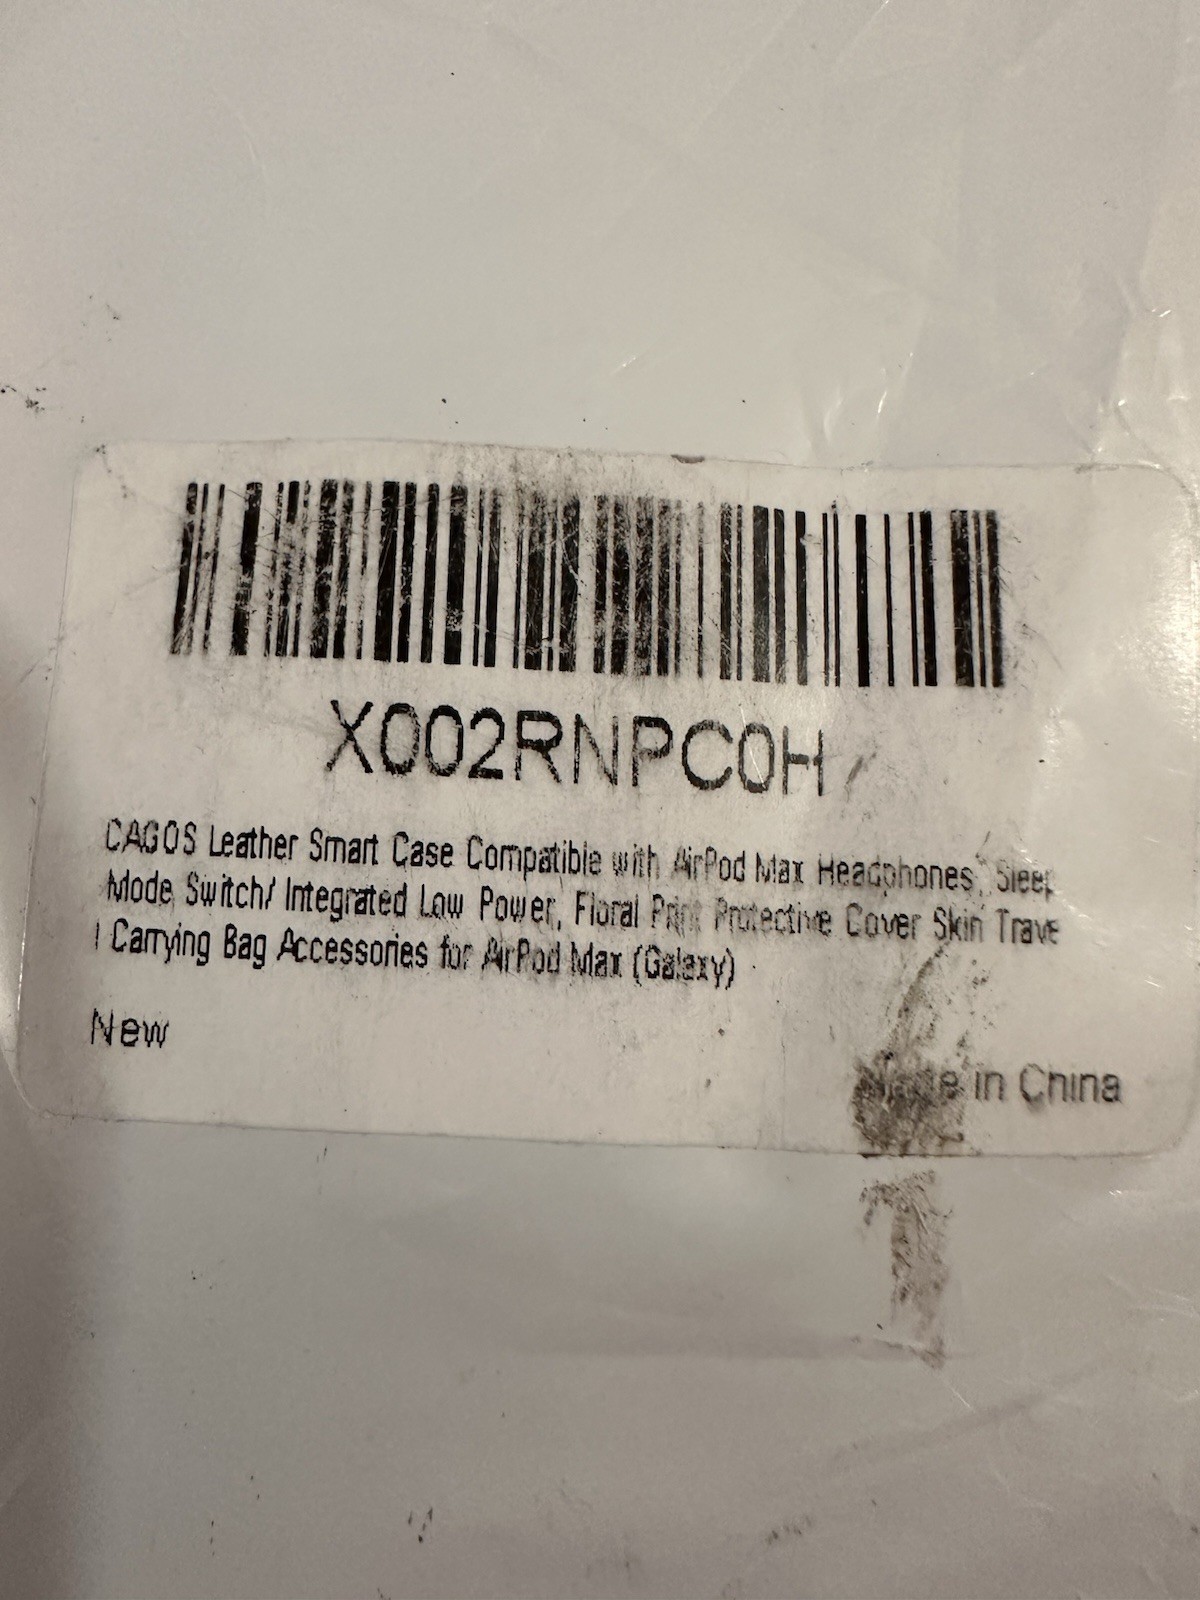 X002RNPC0H
CAGOS Leather Smart Case Compatible with AirPod Max Headphones, Sleep
Mode Switch/ Integrated Low Power, Floral Print Protective Cover Skin Trave
l Carrying Bag Accessories for AirPod Max (Galaxy)
New
Made in China